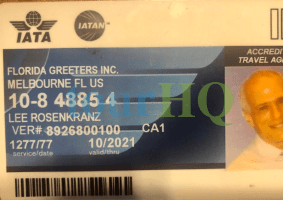 IATA
IATAN
ACCREDI
TRAVEL AG
FLORIDA GREETERS INC.
MELBOURNE FL US
10-8 4885 4
LEE ROSENKRANZ
VER# 8926800100 CA1
1277/77 10/2021
service/date valid/thru
HQ